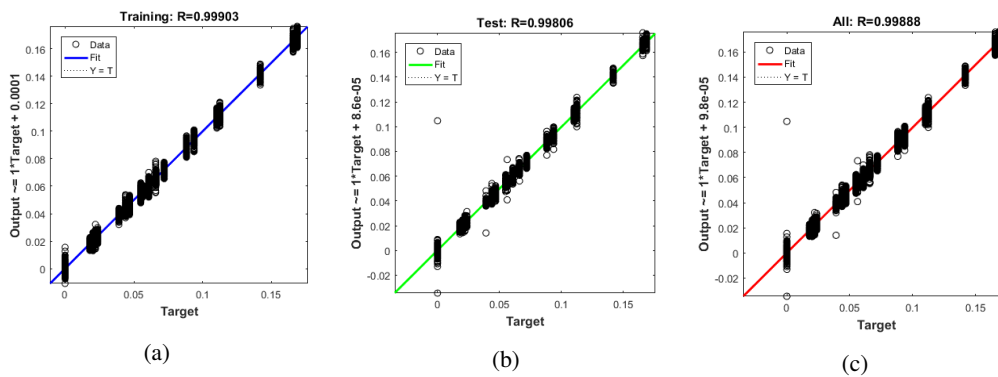 Training: R=0.99903
Data
Fit
Y = T
Output ~= 1*Target + 0.0001
0.16
0.14
0.12
0.1
0.08
0.06
0.04
0.02
0
0
0.05
0.1
0.15
Target
(a)
Test: R=0.99806
Data
Fit
Y = T
Output ~= 1*Target + 8.6e-05
0.16
0.14
0.12
0.1
0.08
0.06
0.04
0.02
0
-0.02
0
0.05
0.1
0.15
Target
(b)
All: R=0.99888
Data
Fit
Y = T
Output ~= 1*Target + 9.8e-05
0.16
0.14
0.12
0.1
0.08
0.06
0.04
0.02
0
-0.02
0
0.05
0.1
0.15
Target
(c)